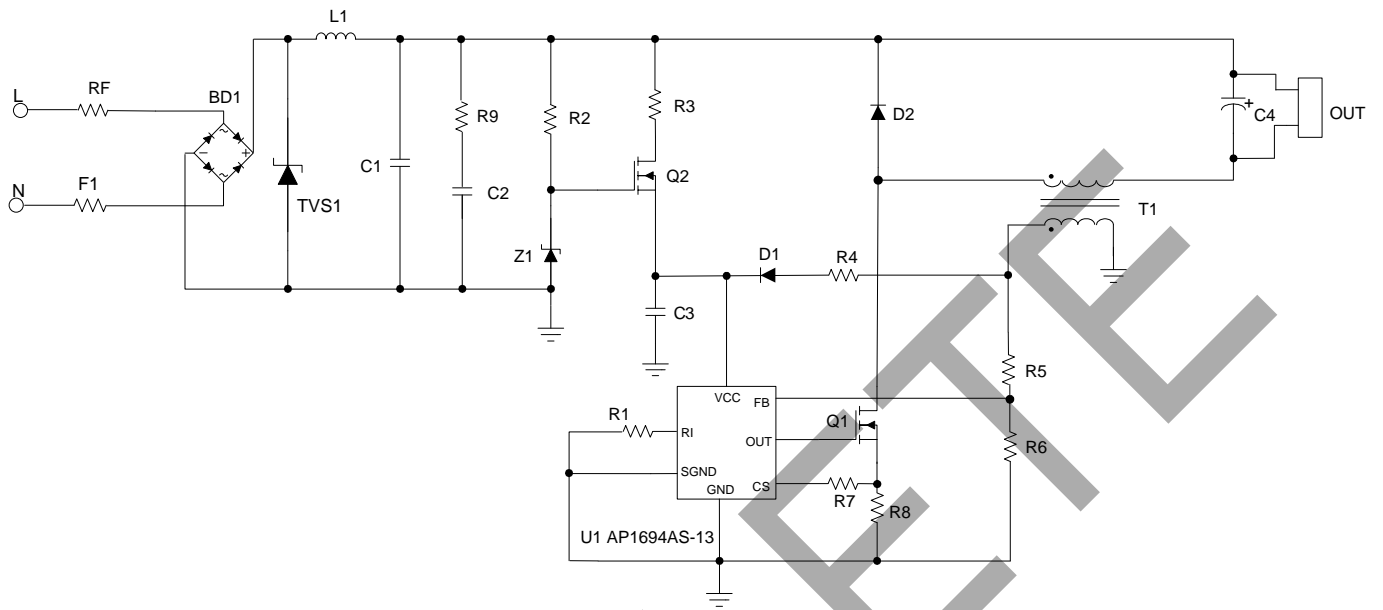 L1
L
RF
BD1
~
- +
~
R9
R2
R3
D2
+
C4
OUT
N
F1
TVS1
C1
C2
Q2
T1
Z1
D1
R4
C3
R5
VCC
FB
R1
RI
OUT
Q1
R6
SGND
GND
CS
R7
R8
U1 AP1694AS-13
ETE